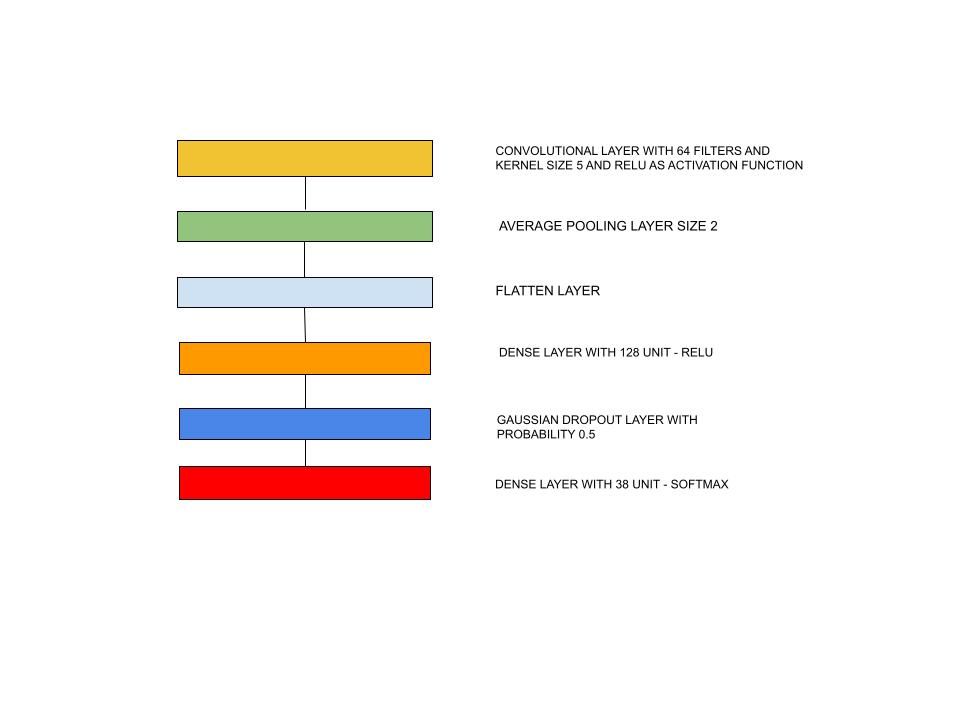 CONVOLUTIONAL LAYER WITH 64 FILTERS AND
KERNEL SIZE 5 AND RELU AS ACTIVATION FUNCTION
AVERAGE POOLING LAYER SIZE 2
FLATTEN LAYER
DENSE LAYER WITH 128 UNIT - RELU
GAUSSIAN DROPOUT LAYER WITH
PROBABILITY 0.5
DENSE LAYER WITH 38 UNIT - SOFTMAX